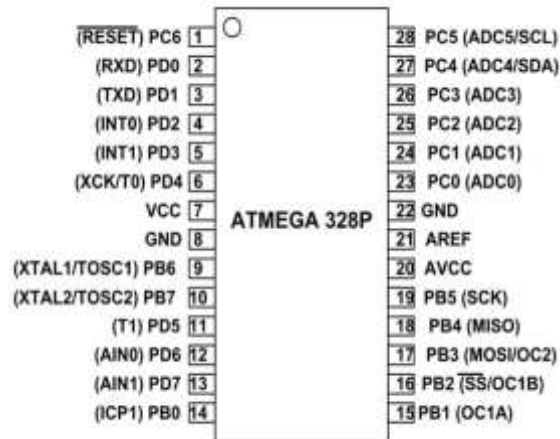 (RESET) PC6 1
(RXD) PD0 2
(TXD) PD1 3
(INT0) PD2 4
(INT1) PD3 5
(XCK/T0) PD4 6
VCC 7
GND 8
(XTAL1/TOSC1) PB6 9
(XTAL2/TOSC2) PB7 10
(T1) PD5 11
(AIN0) PD6 12
(AIN1) PD7 13
(ICP1) PB0 14
ATMEGA 328P
28 PC5 (ADC5/SCL)
27 PC4 (ADC4/SDA)
26 PC3 (ADC3)
25 PC2 (ADC2)
24 PC1 (ADC1)
23 PC0 (ADC0)
22 GND
21 AREF
20 AVCC
19 PB5 (SCK)
18 PB4 (MISO)
17 PB3 (MOSI/OC2)
16 PB2 (SS/OC1B)
15 PB1 (OC1A)